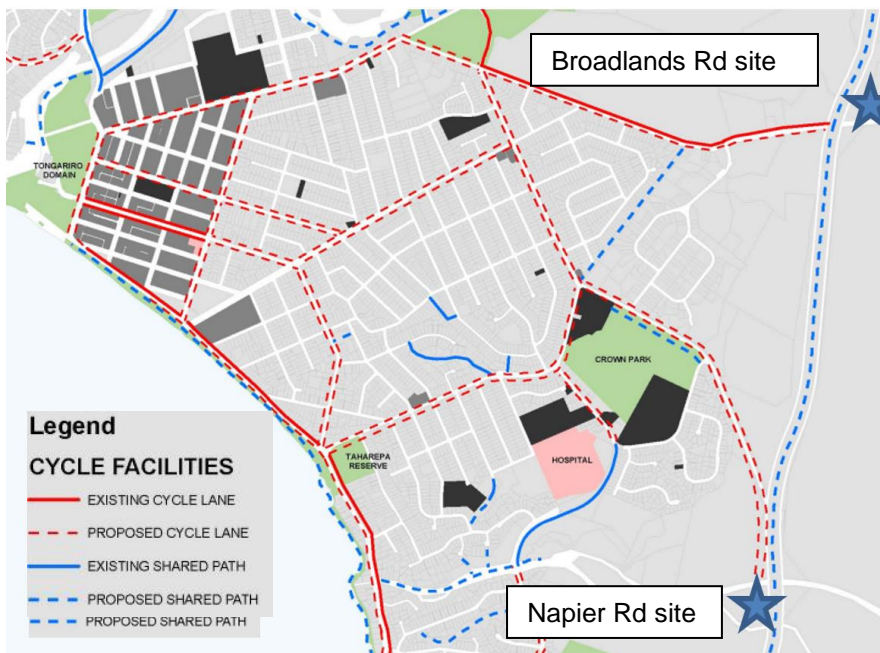 Broadlands Rd site
TONGARIRO
DOMAIN
CROWN PARK
Legend
CYCLE FACILITIES
EXISTING CYCLE LANE
PROPOSED CYCLE LANE
EXISTING SHARED PATH
PROPOSED SHARED PATH
PROPOSED SHARED PATH
TAHAREPA
RESERVE
HOSPITAL
Napier Rd site